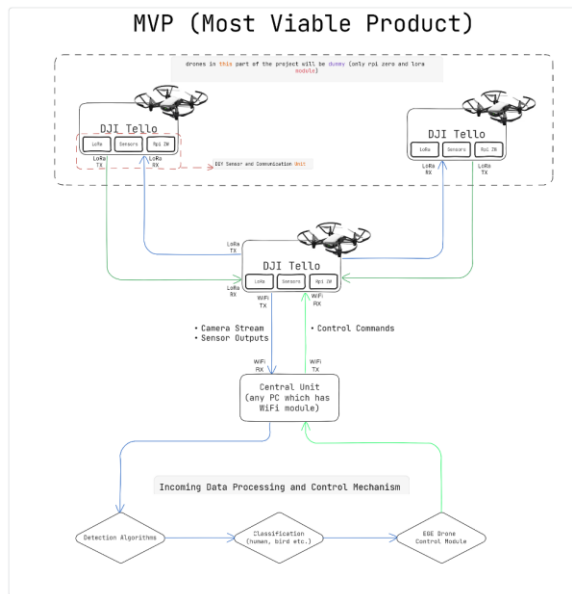 MVP (Most Viable Product)
drones in this part of the project will be dummy (only rpi zero and lora
module)
DJI Tello
LoRa
Sensors
Rpi ZW
LoRa
TX
LoRa
RX
EGY Sensor and Communication Unit
DJI Tello
LoRa
Sensors
Rpi ZW
LoRa
RX
LoRa
TX
LoRa
TX
DJI Tello
LoRa
Sensors
Rpi ZW
LoRa
RX
WiFi
TX
WiFi
RX
• Camera Stream
• Sensor Outputs
• Control Commands
WiFi
RX
WiFi
TX
Central Unit
(any PC which has
WiFi module)
Incoming Data Processing and Control Mechanism
Detection Algorithms
Classification
(human, bird etc.)
EGE Drone
Control Module